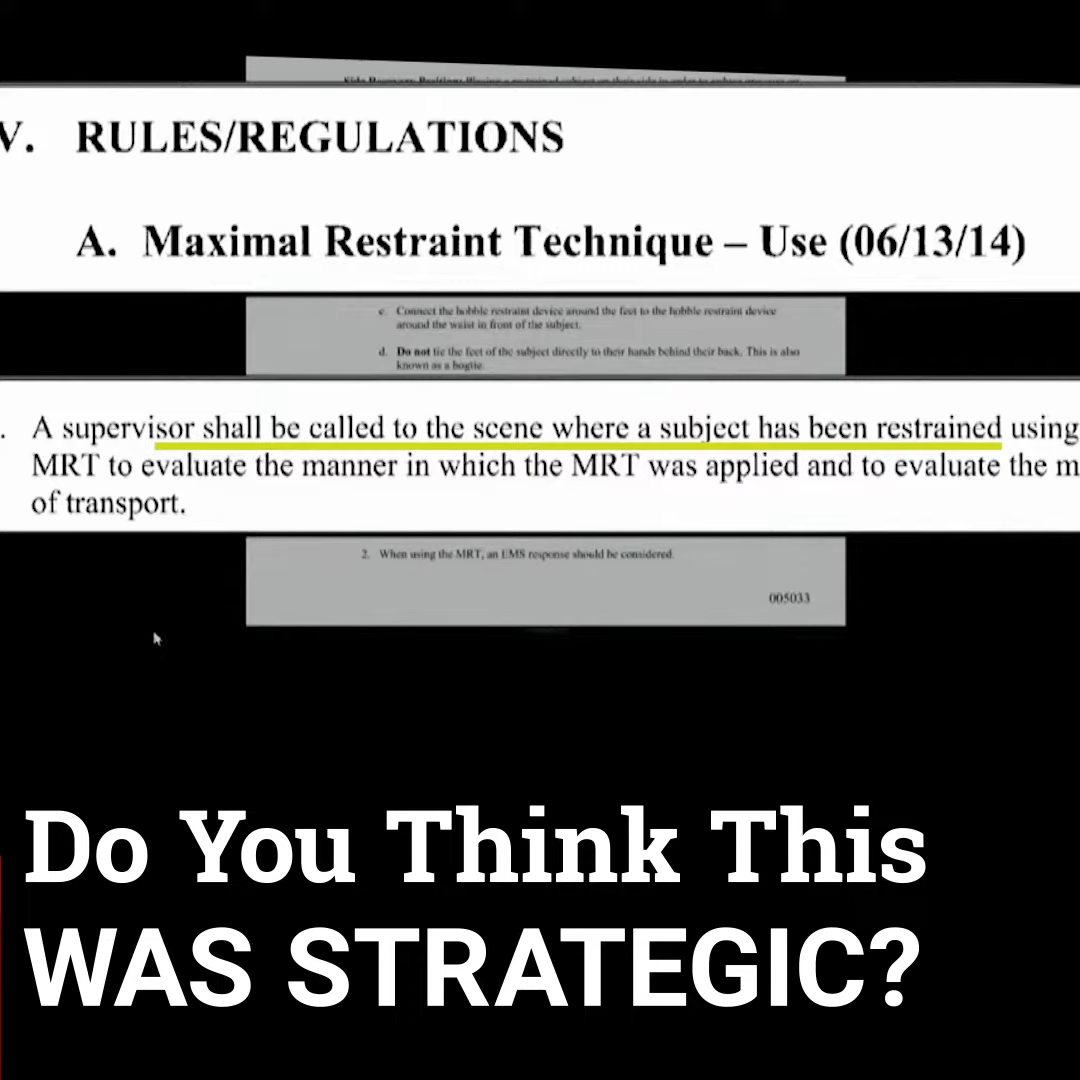 V. RULES/REGULATIONS
A. Maximal Restraint Technique – Use (06/13/14)
c. Connect the hobble restraint device around the feet to the hobble restraint device
around the waist in front of the subject.
d. Do not tie the feet of the subject directly to their hands behind their back. This is also
known as a hogtie.
. A supervisor shall be called to the scene where a subject has been restrained using
MRT to evaluate the manner in which the MRT was applied and to evaluate the m
of transport.
2. When using the MRT, an EMS response should be considered.
005033
Do You Think This
WAS STRATEGIC?